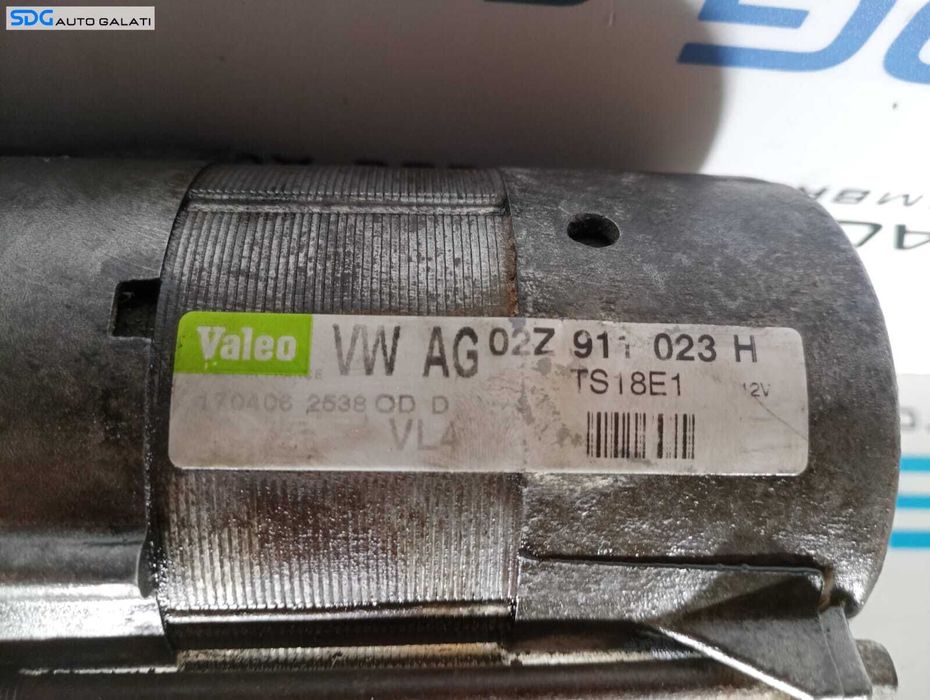 SDG AUTO GALATI
Valeo VW AG 02Z 911 023 H
TS18E1 12V
170406 2538 OD D
VL4